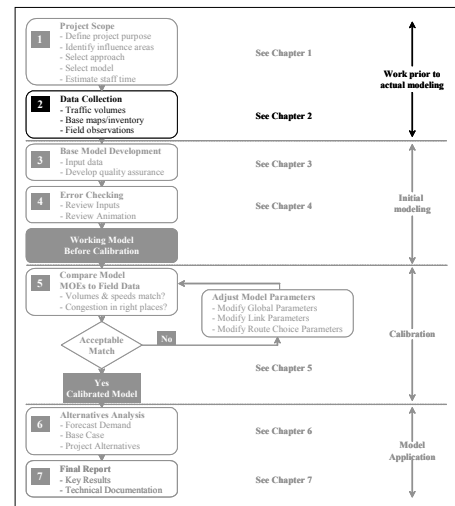 1
Project Scope
- Define project purpose
- Identify influence areas
- Select approach
- Select model
- Estimate staff time
See Chapter 1
Work prior to
actual modeling
2
Data Collection
- Traffic volumes
- Base maps/inventory
- Field observations
See Chapter 2
3
Base Model Development
- Input data
- Develop quality assurance
See Chapter 3
4
Error Checking
- Review Inputs
- Review Animation
See Chapter 4
Initial
modeling
Working Model
Before Calibration
5
Compare Model
MOEs to Field Data
- Volumes & speeds match?
- Congestion in right places?
Adjust Model Parameters
- Modify Global Parameters
- Modify Link Parameters
- Modify Route Choice Parameters
Acceptable
Match
No
Calibration
Yes
Calibrated Model
See Chapter 5
6
Alternatives Analysis
- Forecast Demand
- Base Case
- Project Alternatives
See Chapter 6
Model
Application
7
Final Report
- Key Results
- Technical Documentation
See Chapter 7